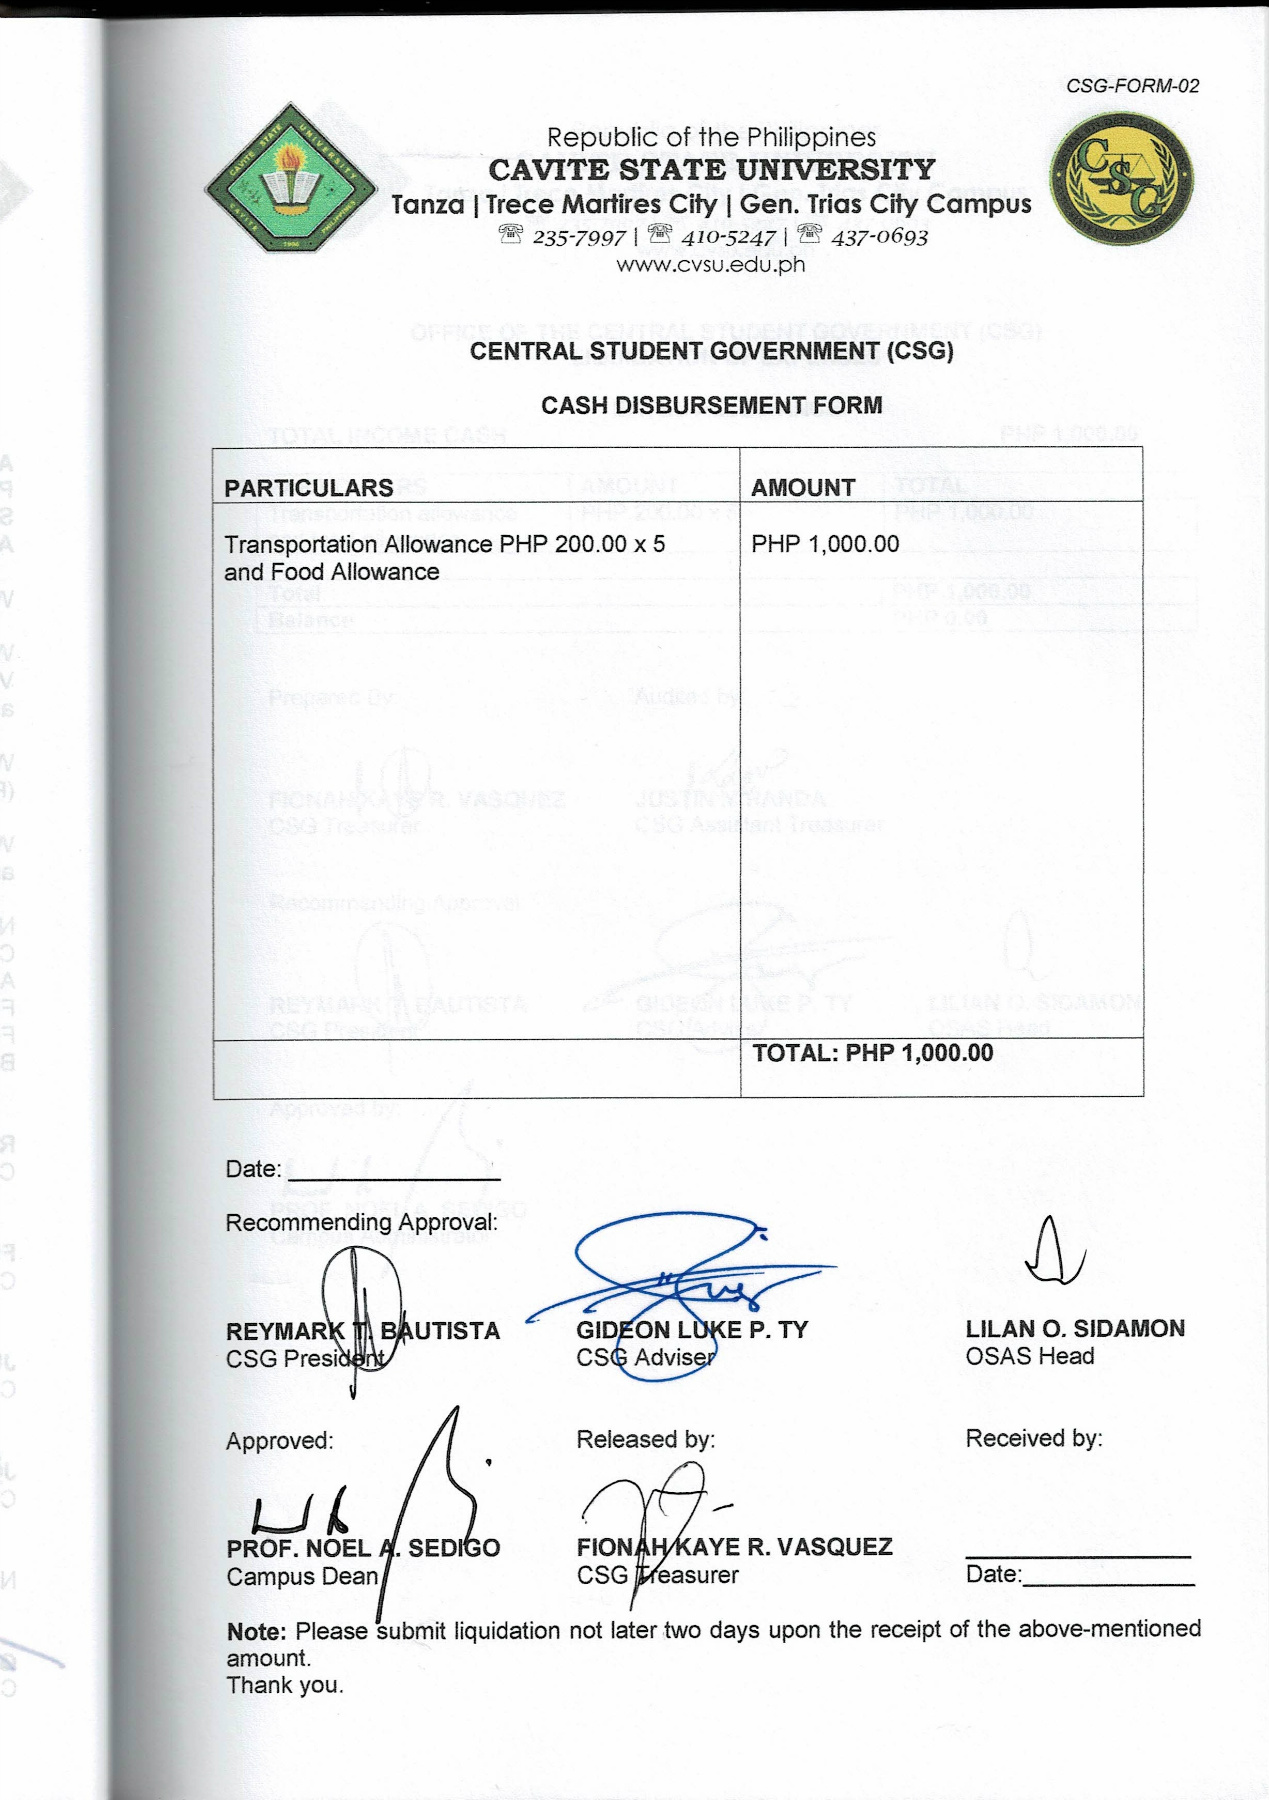 CSG-FORM-02
Republic of the Philippines
CAVITE STATE UNIVERSITY
Tanza | Trece Martires City | Gen. Trias City Campus
☏ 235-7997 | ☏ 410-5247 | ☏ 437-0693
www.cvsu.edu.ph
CENTRAL STUDENT GOVERNMENT (CSG)
CASH DISBURSEMENT FORM
PARTICULARS AMOUNT
Transportation Allowance PHP 200.00 x 5 PHP 1,000.00
and Food Allowance
TOTAL: PHP 1,000.00
Date:
Recommending Approval:
REYMARK T. BAUTISTA GIDEON LUKE P. TY LILAN O. SIDAMON
CSG President CSG Adviser OSAS Head
Approved: Released by: Received by:
PROF. NOEL A. SEDIGO FIONAH KAYE R. VASQUEZ
Campus Dean CSG Treasurer Date:
Note: Please submit liquidation not later two days upon the receipt of the above-mentioned
amount.
Thank you.